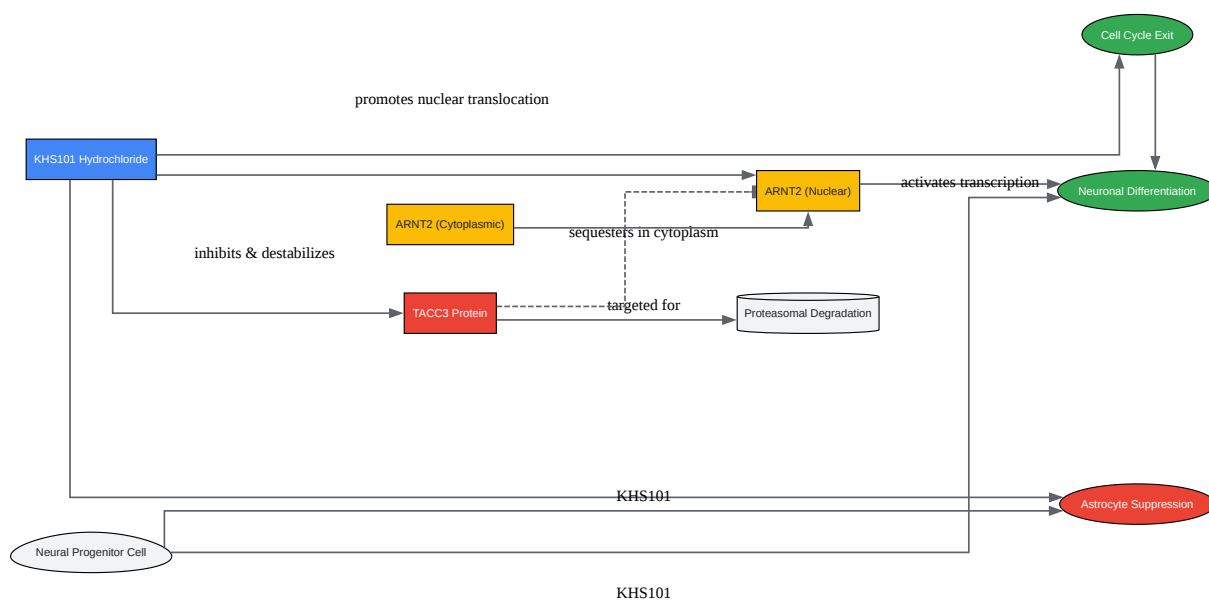 Cell Cycle Exit
promotes nuclear translocation
KHS101 Hydrochloride
activates transcription
ARNT2 (Nuclear)
Neuronal Differentiation
ARNT2 (Cytoplasmic)
sequesters in cytoplasm
inhibits & destabilizes
targeted for
TACC3 Protein
Proteasomal Degradation
KHS101
Astrocyte Suppression
Neural Progenitor Cell
KHS101